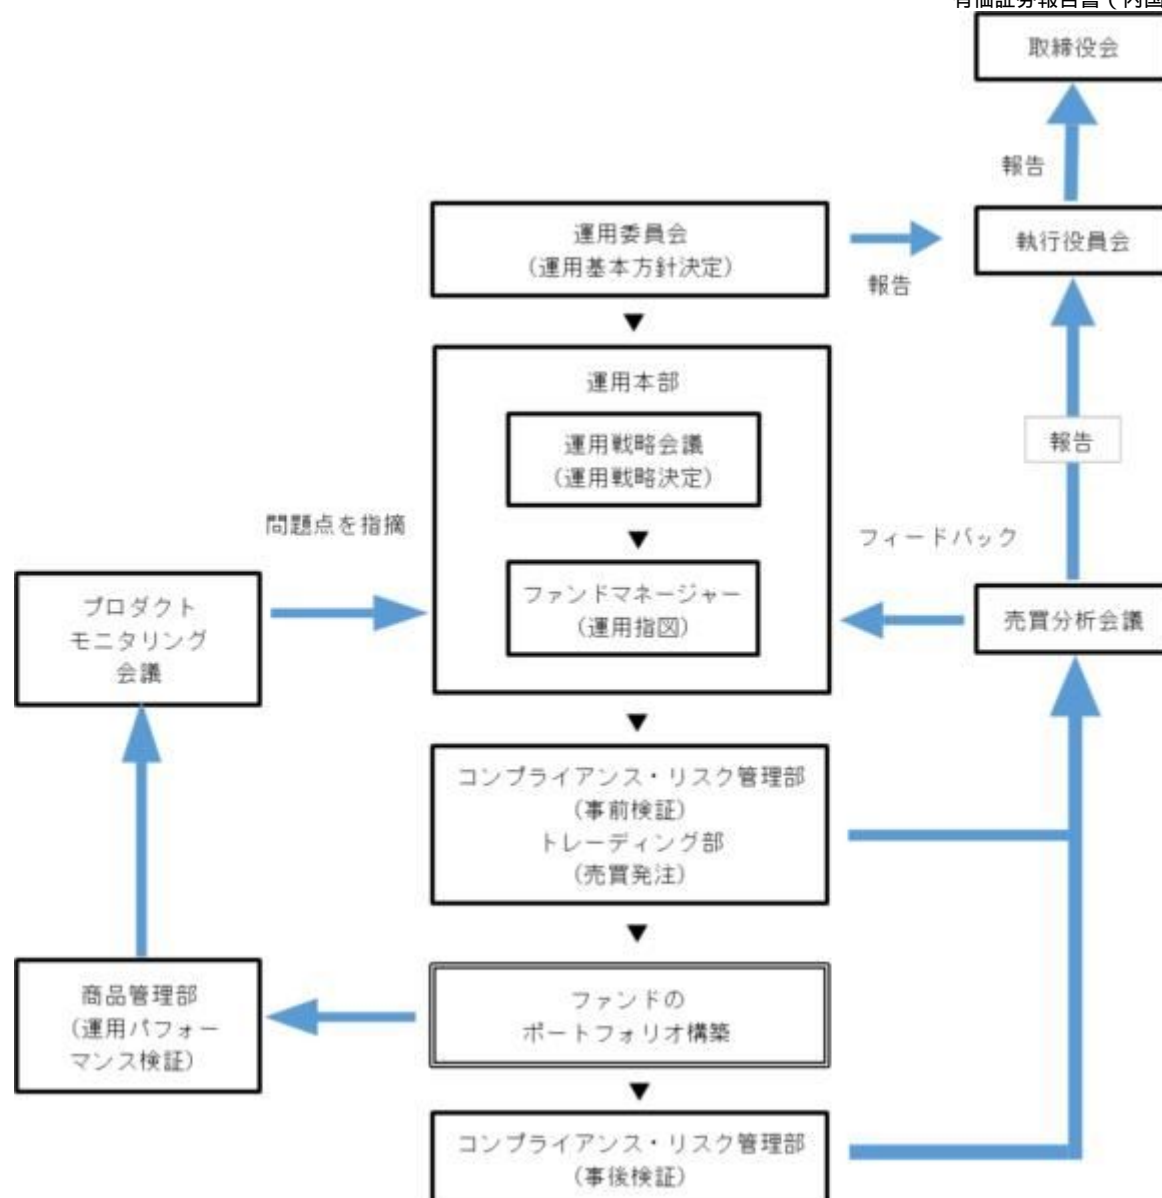 有価証券報告書（内国
取締役会
報告
運用委員会
（運用基本方針決定）
執行役員会
報告
運用本部
運用戦略会議
（運用戦略決定）
報告
問題点を指摘
フィードバック
ファンドマネージャー
（運用指図）
プロダクト
モニタリング
会議
売買分析会議
コンプライアンス・リスク管理部
（事前検証）
トレーディング部
（売買発注）
商品管理部
（運用パフォー
マンス検証）
ファンドの
ポートフォリオ構築
コンプライアンス・リスク管理部
（事後検証）